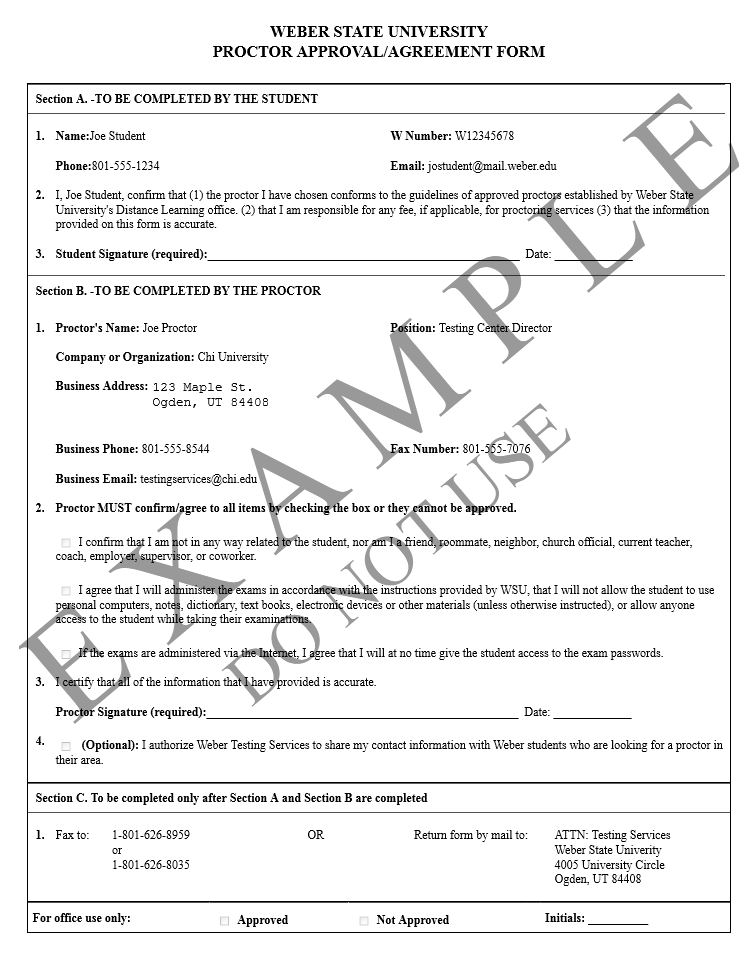 WEBER STATE UNIVERSITY
PROCTOR APPROVAL/AGREEMENT FORM
Section A. -TO BE COMPLETED BY THE STUDENT
1. Name:Joe Student W Number: W12345678
Phone:801-555-1234 Email: jostudent@mail.weber.edu
2. I, Joe Student, confirm that (1) the proctor I have chosen conforms to the guidelines of approved proctors established by Weber State
University's Distance Learning office. (2) that I am responsible for any fee, if applicable, for proctoring services (3) that the information
provided on this form is accurate.
3. Student Signature (required): Date:
Section B. -TO BE COMPLETED BY THE PROCTOR
1. Proctor's Name: Joe Proctor Position: Testing Center Director
Company or Organization: Chi University
Business Address: 123 Maple St.
Ogden, UT 84408
Business Phone: 801-555-8544 Fax Number: 801-555-7076
Business Email: testingservices@chi.edu
2. Proctor MUST confirm/agree to all items by checking the box or they cannot be approved.
I confirm that I am not in any way related to the student, nor am I a friend, roommate, neighbor, church official, current teacher,
coach, employer, supervisor, or coworker.
I agree that I will administer the exams in accordance with the instructions provided by WSU, that I will not allow the student to use
personal computers, notes, dictionary, text books, electronic devices or other materials (unless otherwise instructed), or allow anyone
access to the student while taking their examinations.
If the exams are administered via the Internet, I agree that I will at no time give the student access to the exam passwords.
3. I certify that all of the information that I have provided is accurate.
Proctor Signature (required): Date:
4. (Optional): I authorize Weber Testing Services to share my contact information with Weber students who are looking for a proctor in
their area.
Section C. To be completed only after Section A and Section B are completed
1. Fax to: 1-801-626-8959 OR Return form by mail to: ATTN: Testing Services
or Weber State Univerity
1-801-626-8035 4005 University Circle
Ogden, UT 84408
For office use only: Approved Not Approved Initials:
EXAMPLE
DO NOT USE